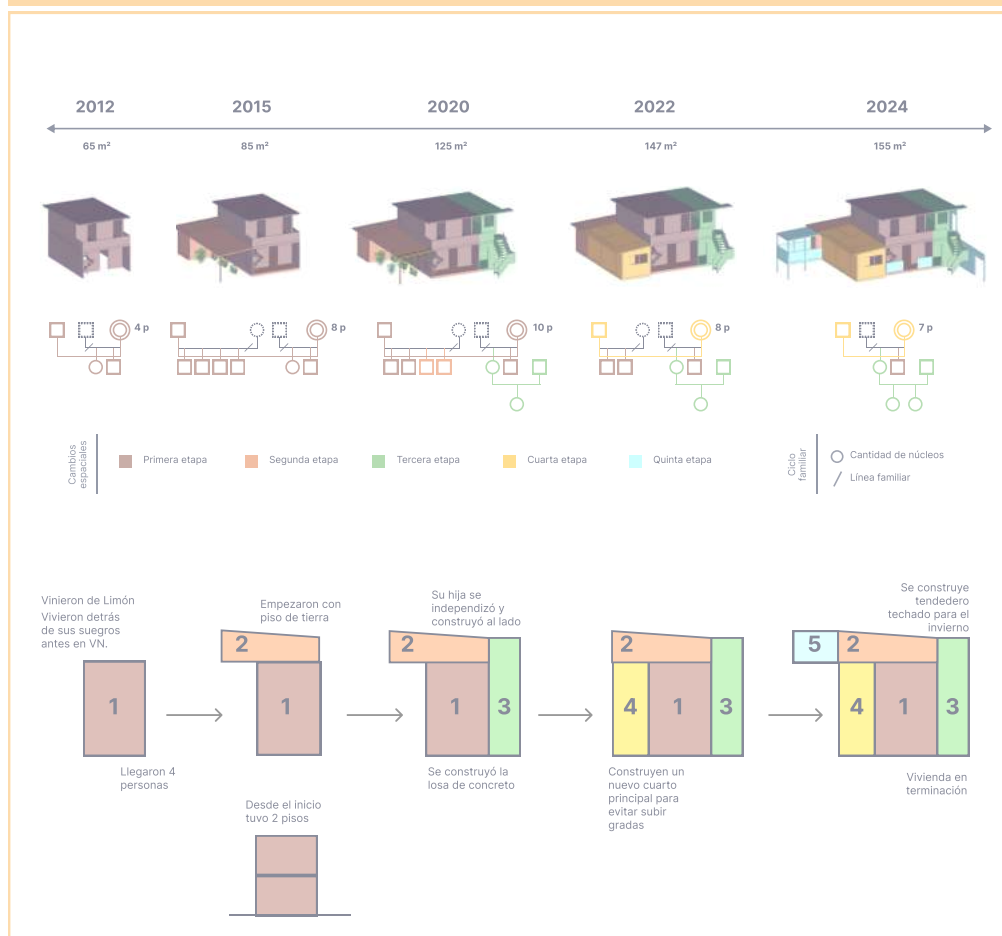 2012
2015
2020
2022
2024
65 m²
85 m²
125 m²
147 m²
155 m²
4 p
8 p
10 p
8 p
7 p
Cambios
espaciales
Primera etapa
Segunda etapa
Tercera etapa
Cuarta etapa
Quinta etapa
Ciclo
familiar
Cantidad de núcleos
Línea familiar
Vinieron de Limón
Vivieron detrás
de sus suegros
antes en VN.
1
Llegaron 4
personas
Empezaron con
piso de tierra
2
1
Desde el inicio
tuvo 2 pisos
Su hija se
independizó y
construyó al lado
2
1
3
Se construyó la
losa de concreto
2
4
1
3
Construyen un
nuevo cuarto
principal para
evitar subir
gradas
Se construye
tendedero
techado para el
invierno
5
2
4
1
3
Vivienda en
terminación